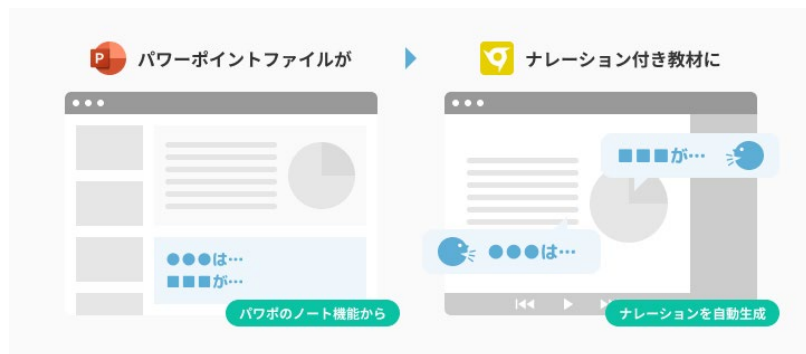 P
パワーポイントファイルが
ナレーション付き教材に
●●●は…
■■■が…
パワポのノート機能から
■■■が…
●●●は…
ナレーションを自動生成